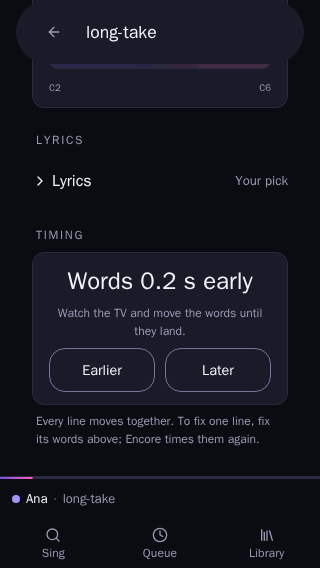 long-take
C2 C6
LYRICS
Lyrics Your pick
TIMING
Words 0.2 s early
Watch the TV and move the words until
they land.
Earlier Later
Every line moves together. To fix one line, fix
its words above; Encore times them again.
Ana · long-take
Sing Queue Library